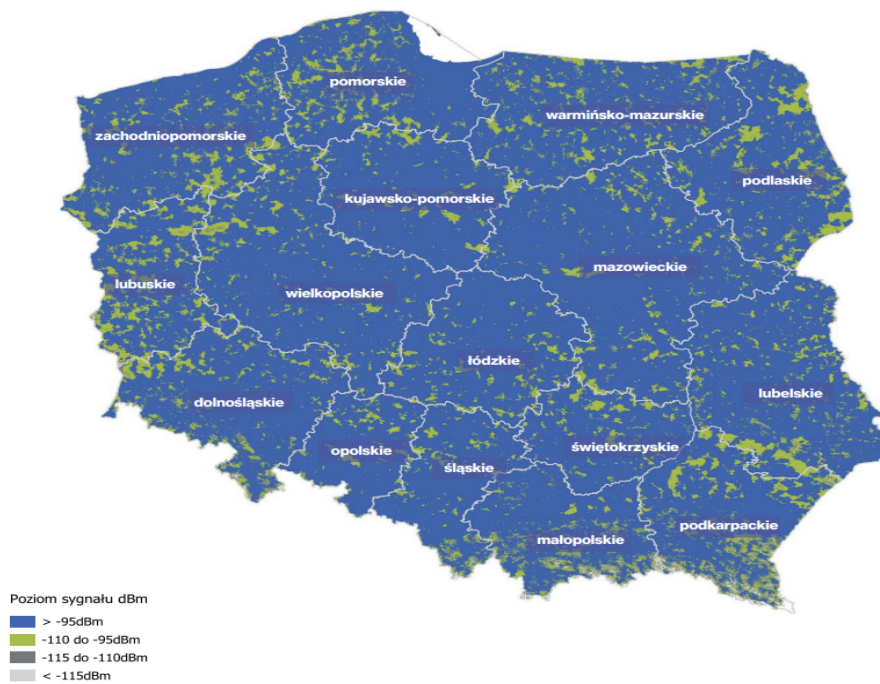 pomorskie
warmińsko-mazurskie
zachodniopomorskie
podlaskie
kujawsko-pomorskie
mazowieckie
lubuskie
wielkopolskie
łódzkie
lubelskie
dolnośląskie
świętokrzyskie
opolskie
śląskie
podkarpackie
małopolskie
Poziom sygnału dBm
> -95dBm
-110 do -95dBm
-115 do -110dBm
< -115dBm